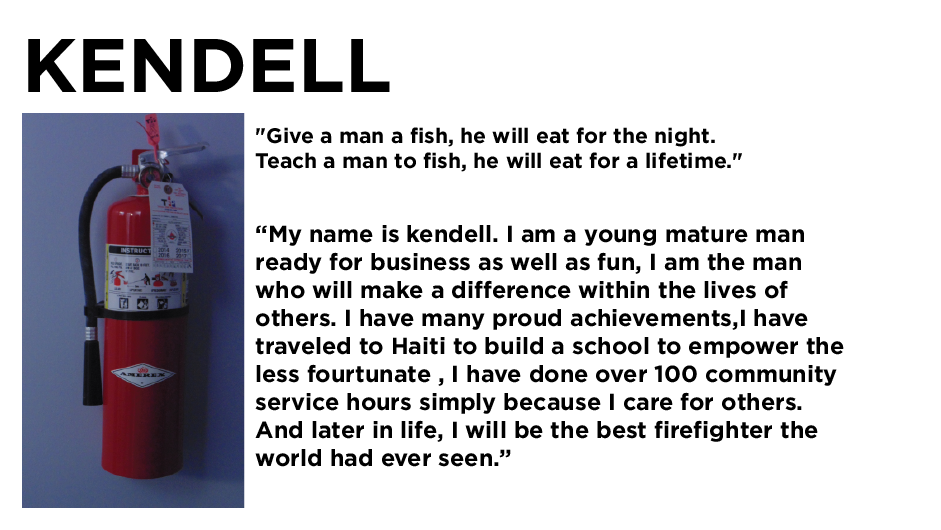 KENDELL
"Give a man a fish, he will eat for the night.
Teach a man to fish, he will eat for a lifetime."
“My name is kendell. I am a young mature man
ready for business as well as fun, I am the man
who will make a difference within the lives of
others. I have many proud achievements,I have
traveled to Haiti to build a school to empower the
less fourtunate , I have done over 100 community
service hours simply because I care for others.
And later in life, I will be the best firefighter the
world had ever seen.”
INSTRUCT
AMEREX